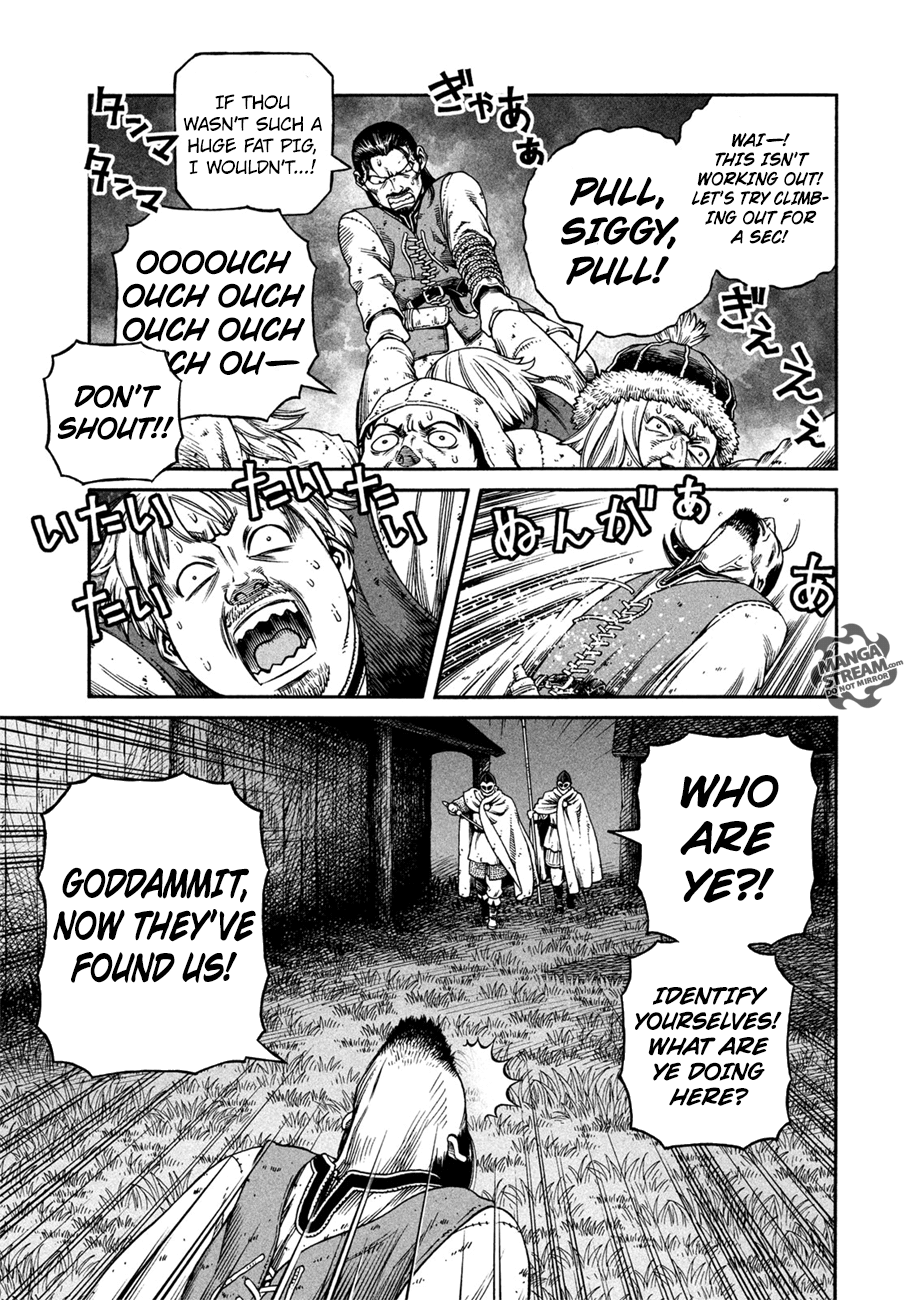 WAI—!
THIS ISN'T
WORKING OUT!
LET'S TRY CLIMB-
ING OUT FOR
A SEC!
PULL,
SIGGY,
PULL!
ぎゃあぁ
ぎぇえぇ
IF THOU
WASN'T SUCH A
HUGE FAT PIG,
I WOULDN'T...!
タンマ
タンマ
OOOOUCH
OUCH OUCH
OUCH OUCH
CH OU—
DON'T
SHOUT!!
ぬんがぁあ
いたい
たいたい
たい
MANGA
STREAM.com
DO NOT MIRROR
WHO
ARE
YE?!
IDENTIFY
YOURSELVES!
WHAT ARE
YE DOING
HERE?
GODDAMMIT,
NOW THEY'VE
FOUND US!